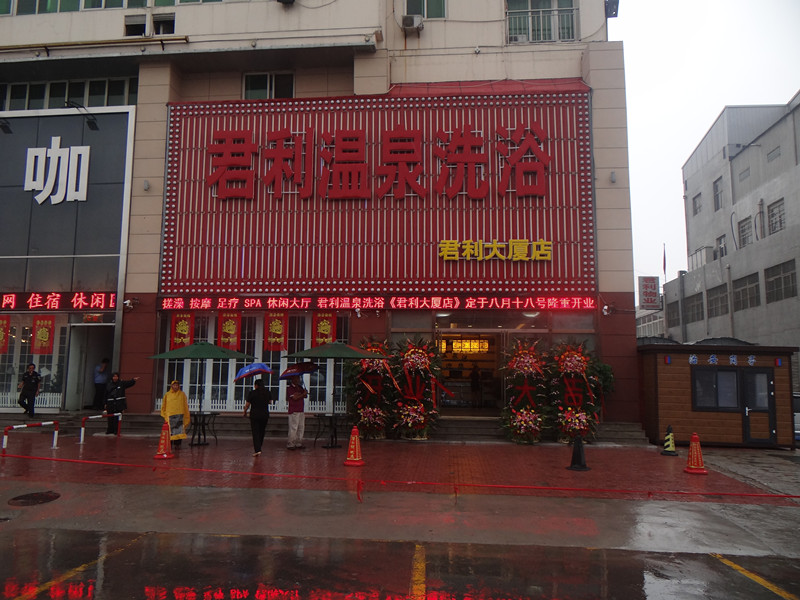 君利温泉洗浴
咖
君利大厦店
网 住宿 休闲区
搓澡 按摩 足疗 SPA 休闲大厅 君利温泉洗浴《君利大厦店》定于八月十八号隆重开业